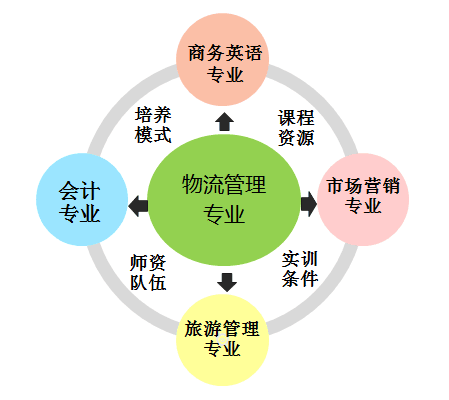 商务英语
专业
培养
模式
课程
资源
会计
专业
物流管理
专业
市场营销
专业
师资
队伍
实训
条件
旅游管理
专业